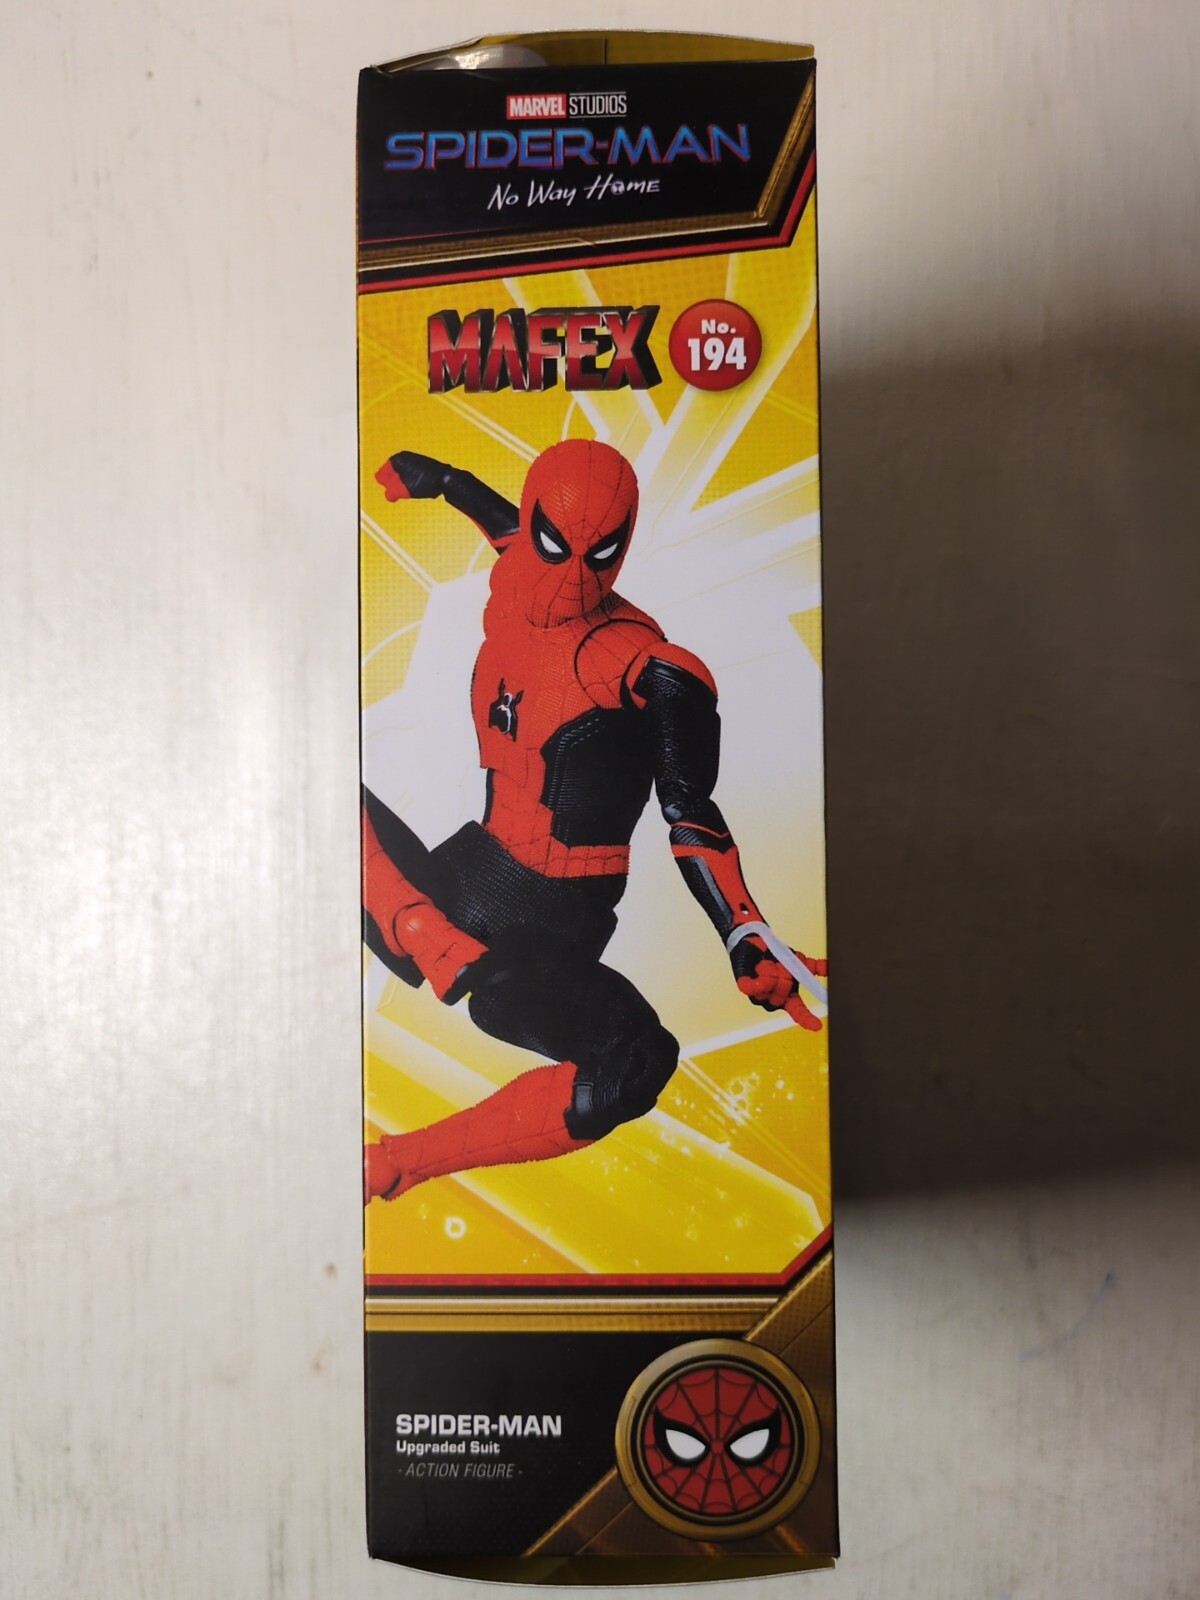 MARVEL STUDIOS
SPIDER-MAN
No Way Home
MAFEX
No.
194
SPIDER-MAN
Upgraded Suit
- ACTION FIGURE -